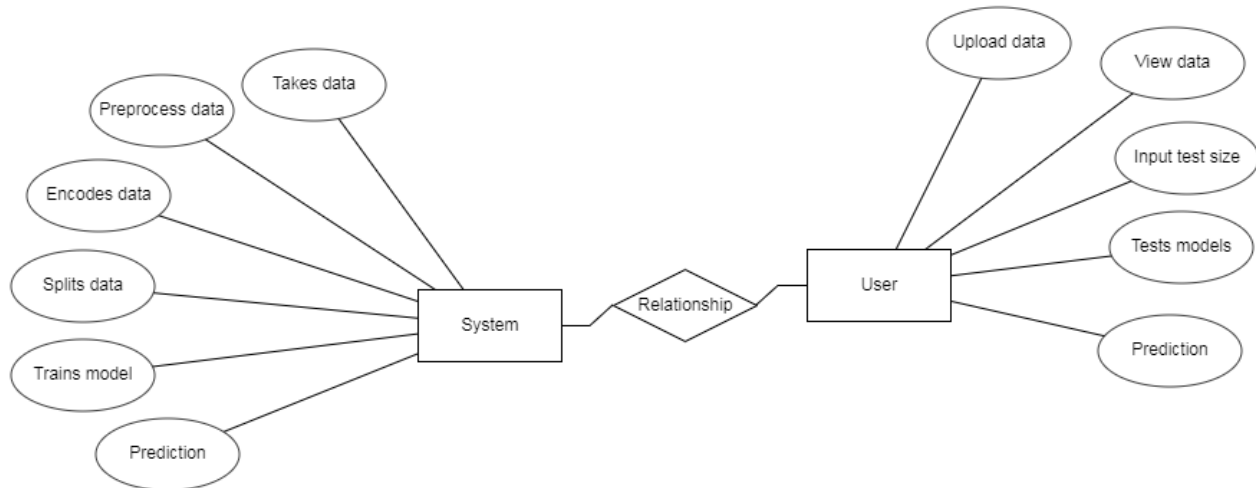 Upload data
View data
Takes data
Preprocess data
Input test size
Encodes data
Tests models
Splits data
User
Relationship
System
Prediction
Trains model
Prediction